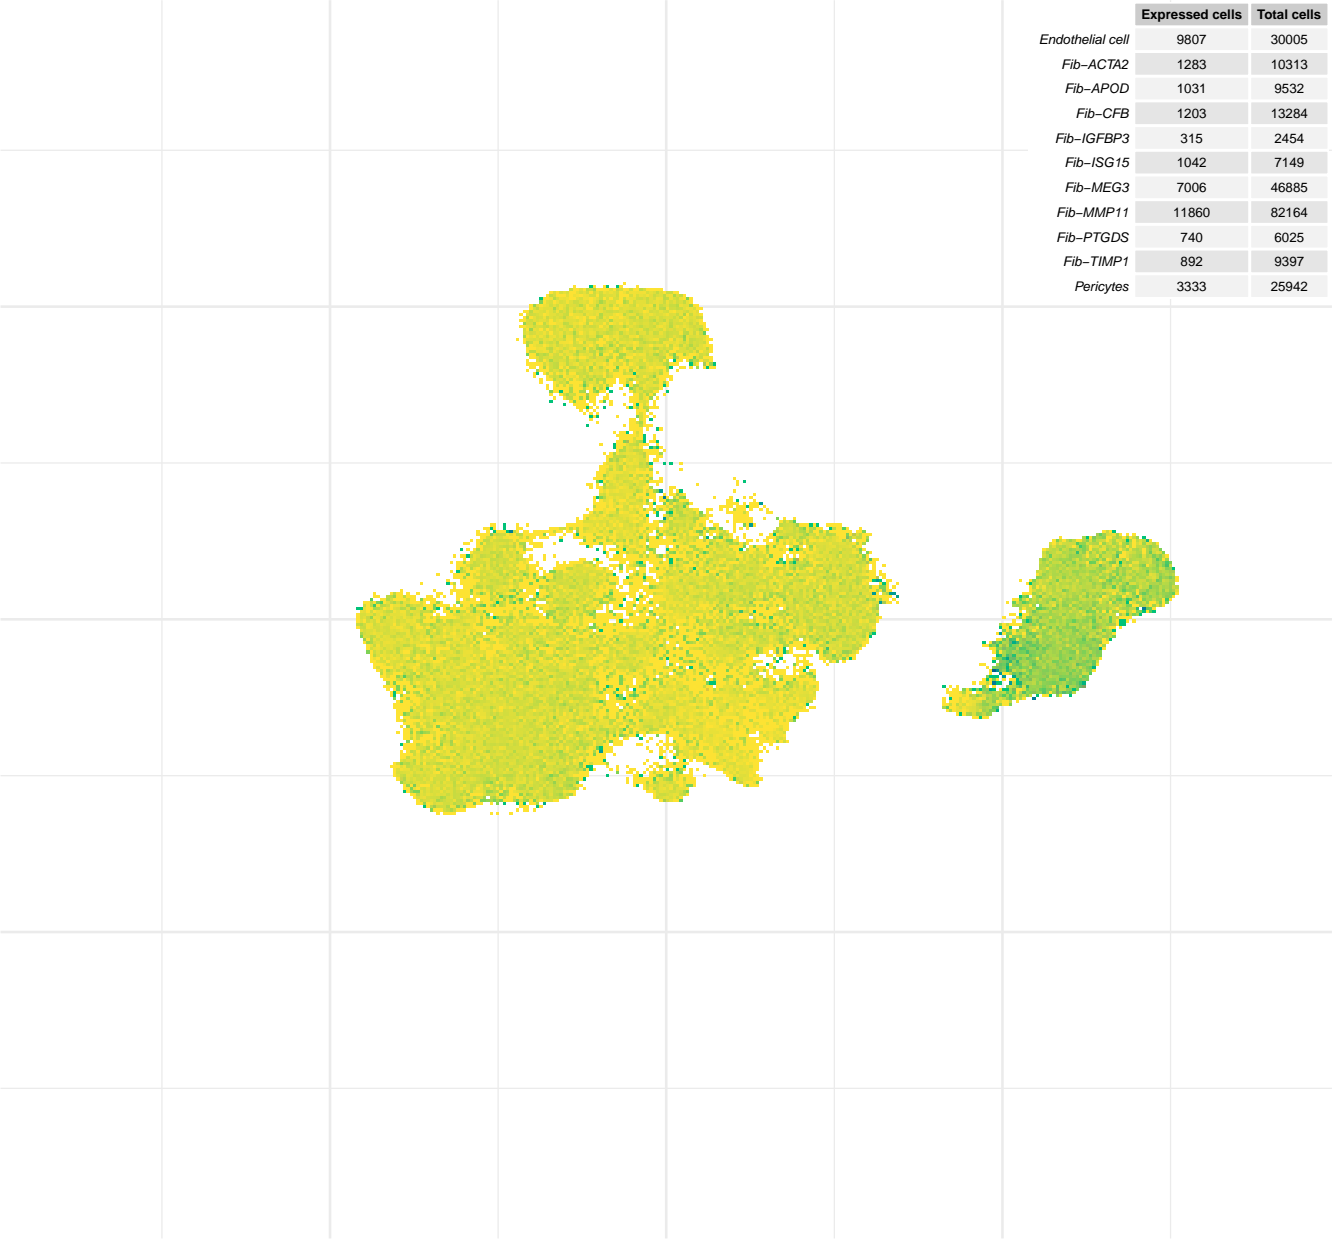 Expressed cells Total cells
Endothelial cell 9807 30005
Fib−ACTA2 1283 10313
Fib−APOD 1031 9532
Fib−CFB 1203 13284
Fib−IGFBP3 315 2454
Fib−ISG15 1042 7149
Fib−MEG3 7006 46885
Fib−MMP11 11860 82164
Fib−PTGDS 740 6025
Fib−TIMP1 892 9397
Pericytes 3333 25942